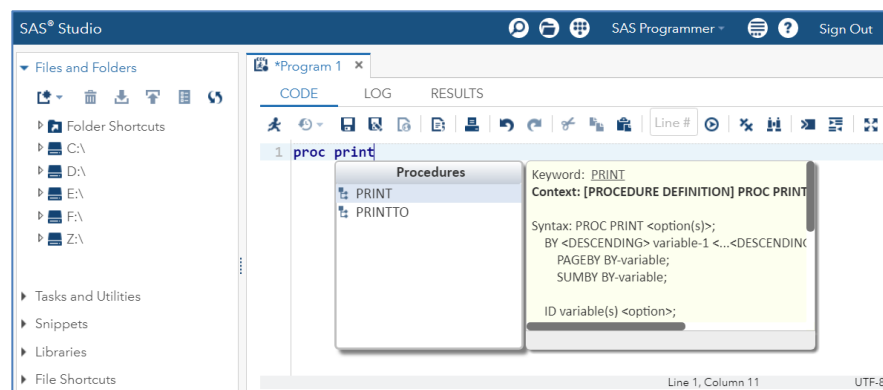 SAS® Studio
SAS Programmer
Sign Out
Files and Folders
Folder Shortcuts
C:\
D:\
E:\
F:\
Z:\
Tasks and Utilities
Snippets
Libraries
File Shortcuts
*Program 1
CODE LOG RESULTS
Line #
1 proc print
Procedures
PRINT
PRINTTO
Keyword: PRINT
Context: [PROCEDURE DEFINITION] PROC PRINT
Syntax: PROC PRINT <option(s)>;
BY <DESCENDING> variable-1 <...<DESCENDING
PAGEBY BY-variable;
SUMBY BY-variable;
ID variable(s) <option>;
Line 1, Column 11
UTF-8